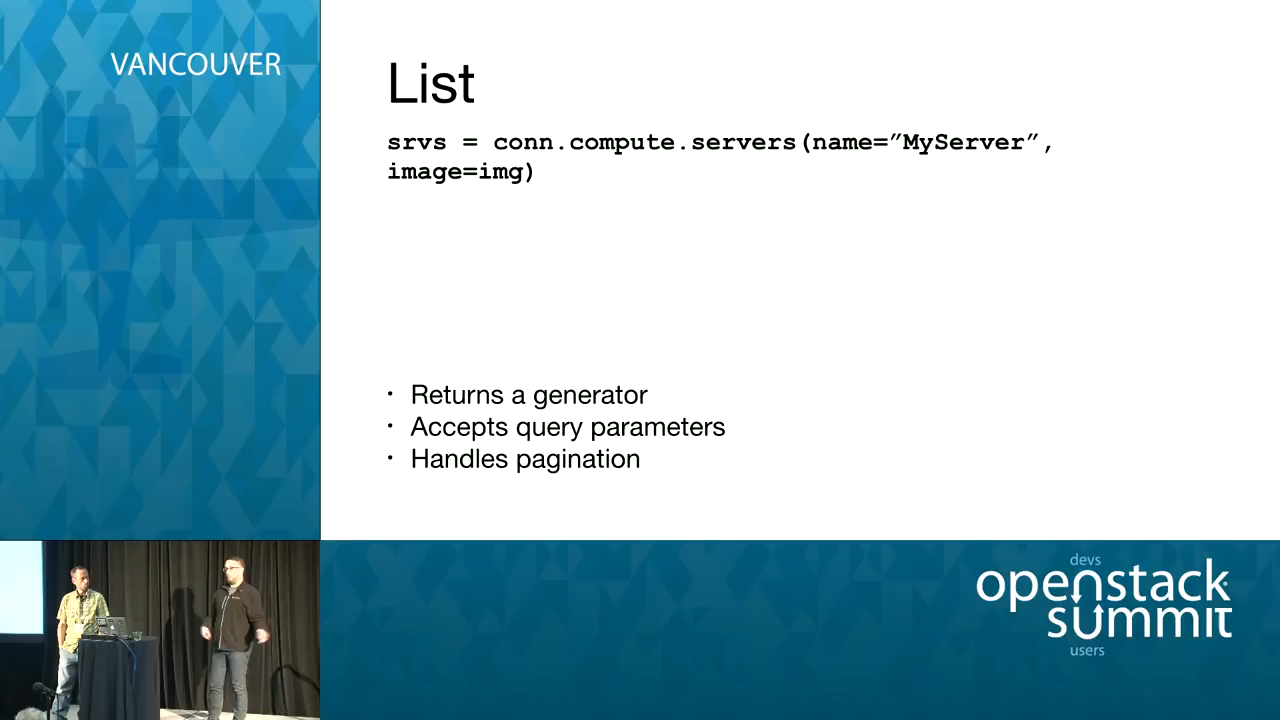 VANCOUVER
List
srvs = conn.compute.servers(name=”MyServer”,
image=img)
• Returns a generator
• Accepts query parameters
• Handles pagination
devs
openstack
summit
users